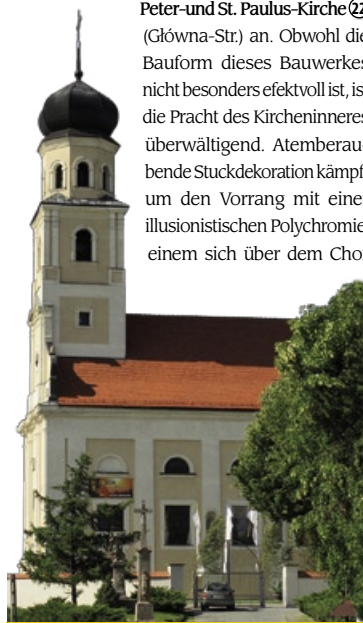 Peter-und St. Paulus-Kirche 22
(Główna-Str.) an. Obwohl die
Bauform dieses Bauwerkes
nicht besonders efektvoll ist, is
die Pracht des Kircheninneres
überwältigend. Atemberau-
bende Stuckdekoration kämpf
um den Vorrang mit einer
illusionistischen Polychromie
einem sich über dem Chor